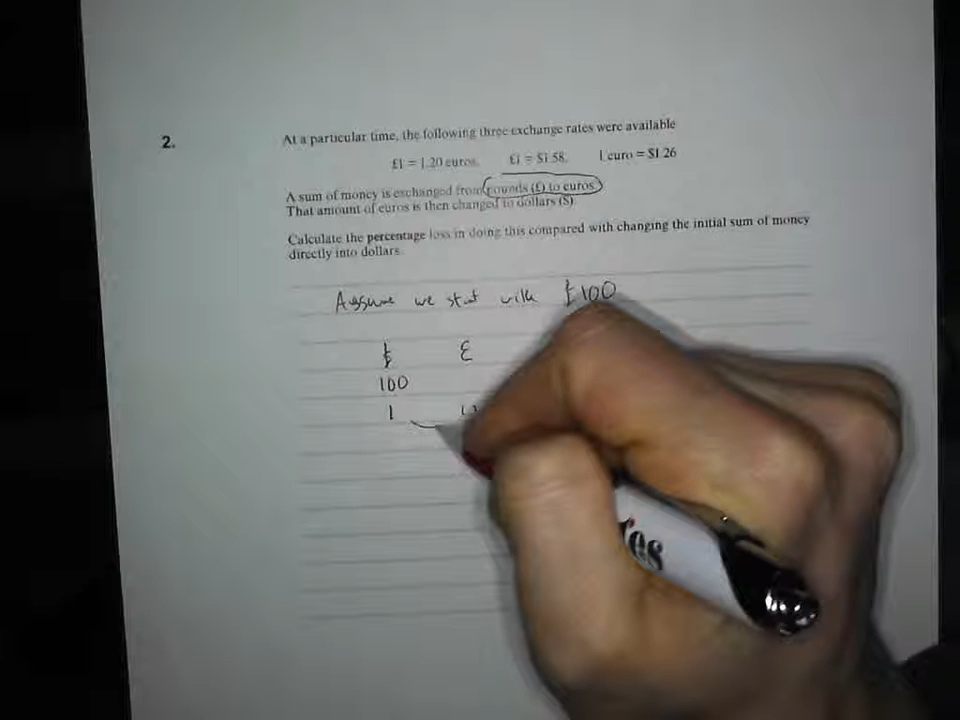 2.
At a particular time, the following three exchange rates were available
£1 = 1.20 euros. £1 = $1.58. 1 euro = $1.26
A sum of money is exchanged from pounds (£) to euros.
That amount of euros is then changed to dollars ($).
Calculate the percentage loss in doing this compared with changing the initial sum of money
directly into dollars.
Assume we start with £100
£ €
100
1